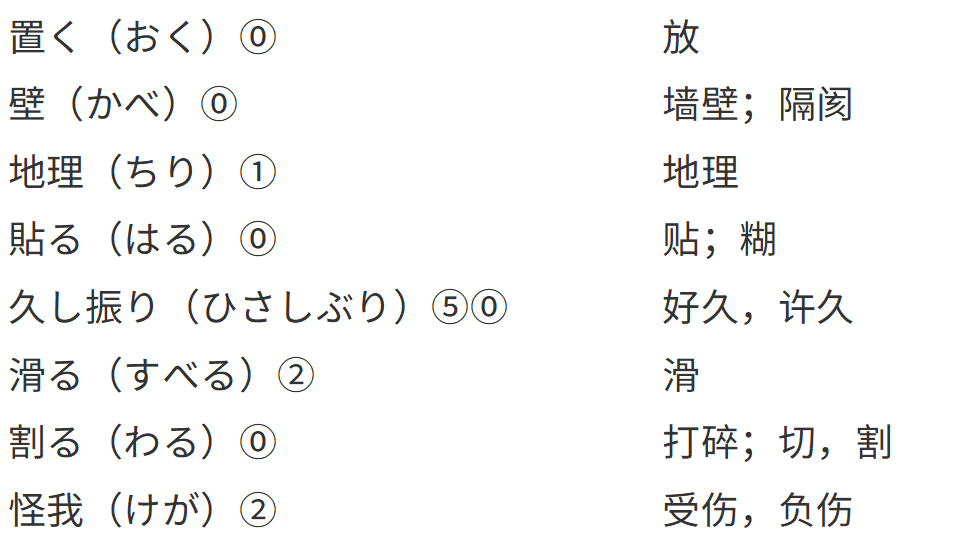 置く（おく）⓪ 放
壁（かべ）⓪ 墙壁；隔阂
地理（ちり）① 地理
貼る（はる）⓪ 贴；糊
久し振り（ひさしぶり）⑤⓪ 好久，许久
滑る（すべる）② 滑
割る（わる）⓪ 打碎；切，割
怪我（けが）② 受伤，负伤